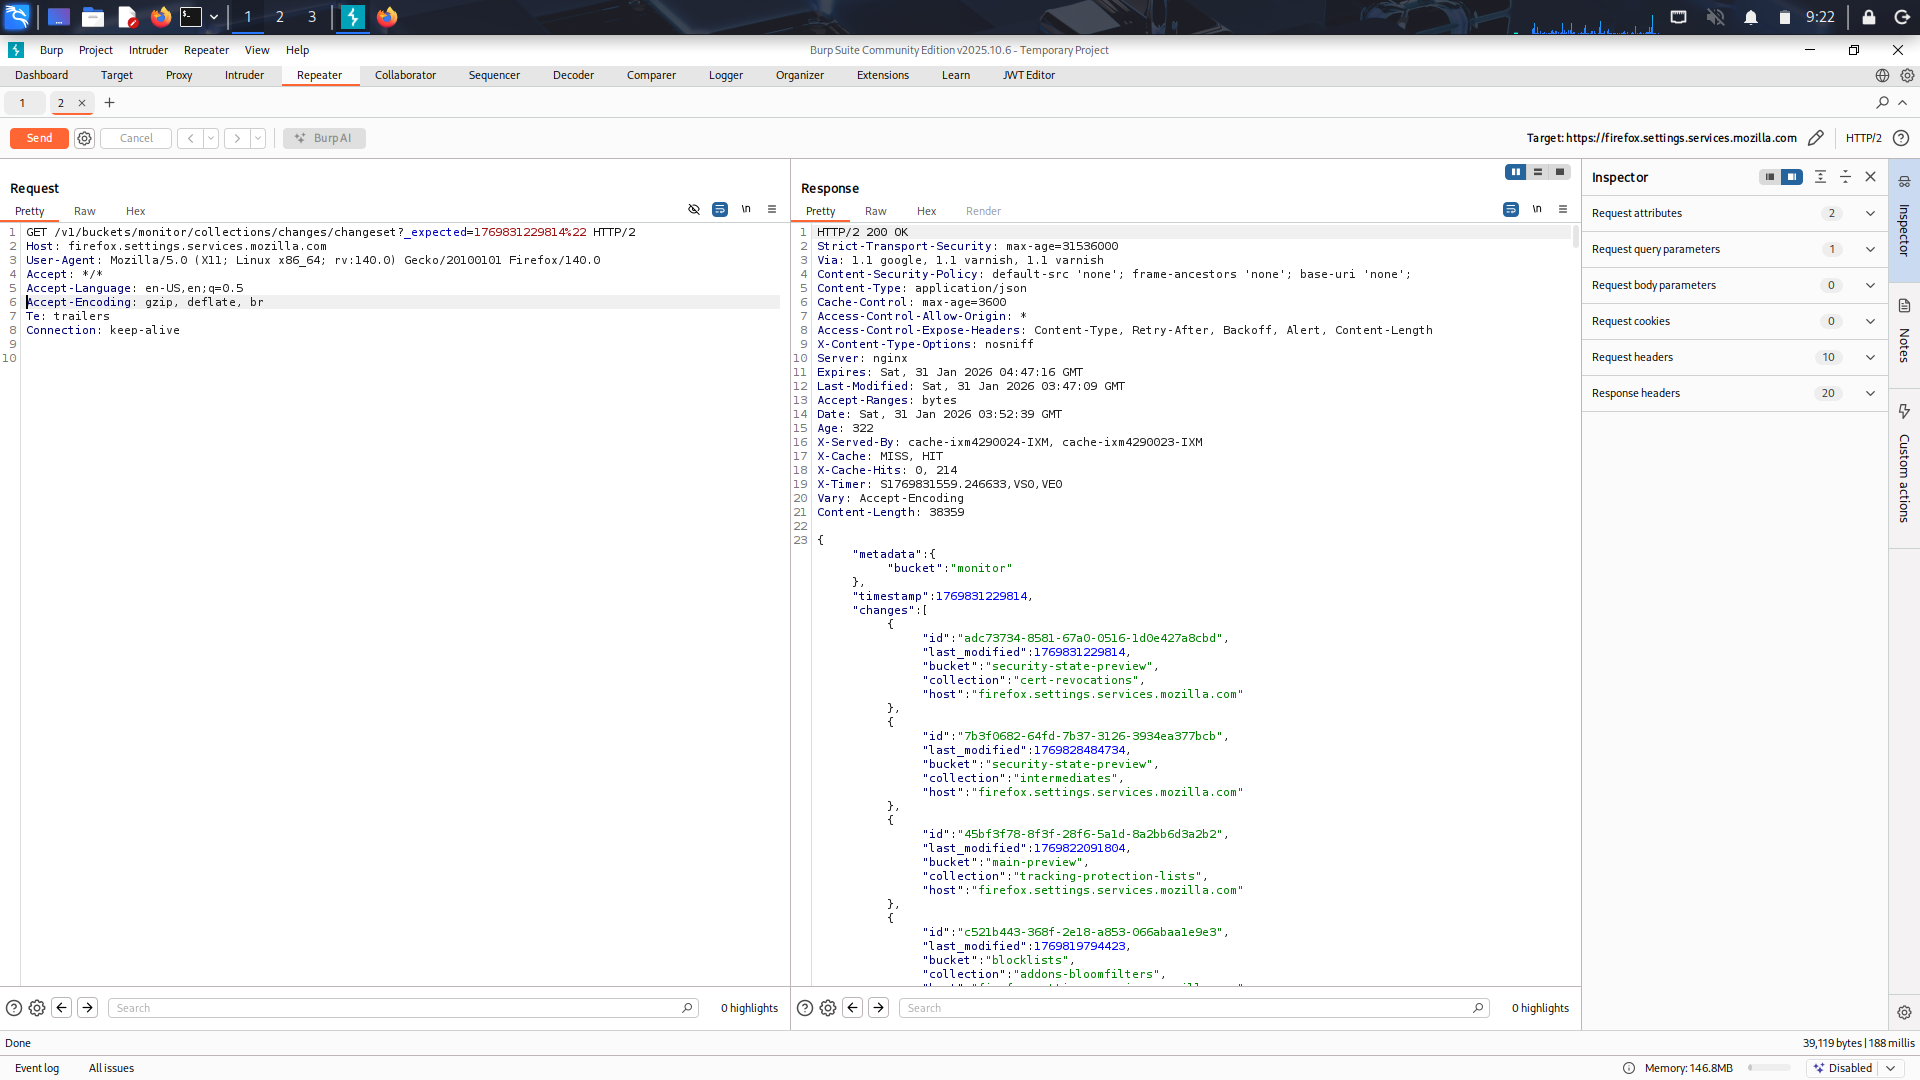 1 2 3 9:22
Burp Project Intruder Repeater View Help Burp Suite Community Edition v2025.10.6 - Temporary Project
Dashboard Target Proxy Intruder Repeater Collaborator Sequencer Decoder Comparer Logger Organizer Extensions Learn JWT Editor
1 2 × +
Send Cancel < > Burp AI Target: https://firefox.settings.services.mozilla.com HTTP/2
Request
Pretty Raw Hex \n
1 GET /v1/buckets/monitor/collections/changes/changeset?_expected=1769831229814%22 HTTP/2
2 Host: firefox.settings.services.mozilla.com
3 User-Agent: Mozilla/5.0 (X11; Linux x86_64; rv:140.0) Gecko/20100101 Firefox/140.0
4 Accept: */*
5 Accept-Language: en-US,en;q=0.5
6 Accept-Encoding: gzip, deflate, br
7 Te: trailers
8 Connection: keep-alive
9
10
Search 0 highlights
Response
Pretty Raw Hex Render \n
1 HTTP/2 200 OK
2 Strict-Transport-Security: max-age=31536000
3 Via: 1.1 google, 1.1 varnish, 1.1 varnish
4 Content-Security-Policy: default-src 'none'; frame-ancestors 'none'; base-uri 'none';
5 Content-Type: application/json
6 Cache-Control: max-age=3600
7 Access-Control-Allow-Origin: *
8 Access-Control-Expose-Headers: Content-Type, Retry-After, Backoff, Alert, Content-Length
9 X-Content-Type-Options: nosniff
10 Server: nginx
11 Expires: Sat, 31 Jan 2026 04:47:16 GMT
12 Last-Modified: Sat, 31 Jan 2026 03:47:09 GMT
13 Accept-Ranges: bytes
14 Date: Sat, 31 Jan 2026 03:52:39 GMT
15 Age: 322
16 X-Served-By: cache-ixm4290024-IXM, cache-ixm4290023-IXM
17 X-Cache: MISS, HIT
18 X-Cache-Hits: 0, 214
19 X-Timer: S1769831559.246633,VS0,VE0
20 Vary: Accept-Encoding
21 Content-Length: 38359
22
23 {
"metadata":{
"bucket":"monitor"
},
"timestamp":1769831229814,
"changes":[
{
"id":"adc73734-8581-67a0-0516-1d0e427a8cbd",
"last_modified":1769831229814,
"bucket":"security-state-preview",
"collection":"cert-revocations",
"host":"firefox.settings.services.mozilla.com"
},
{
"id":"7b3f0682-64fd-7b37-3126-3934ea377bcb",
"last_modified":1769828484734,
"bucket":"security-state-preview",
"collection":"intermediates",
"host":"firefox.settings.services.mozilla.com"
},
{
"id":"45bf3f78-8f3f-28f6-5a1d-8a2bb6d3a2b2",
"last_modified":1769822091804,
"bucket":"main-preview",
"collection":"tracking-protection-lists",
"host":"firefox.settings.services.mozilla.com"
},
{
"id":"c521b443-368f-2e18-a853-066abaa1e9e3",
"last_modified":1769819794423,
"bucket":"blocklists",
"collection":"addons-bloomfilters",
Search 0 highlights
Inspector
Request attributes 2
Request query parameters 1
Request body parameters 0
Request cookies 0
Request headers 10
Response headers 20
Inspector
Notes
Custom actions
Done 39,119 bytes | 188 millis
Event log All issues Memory: 146.8MB Disabled